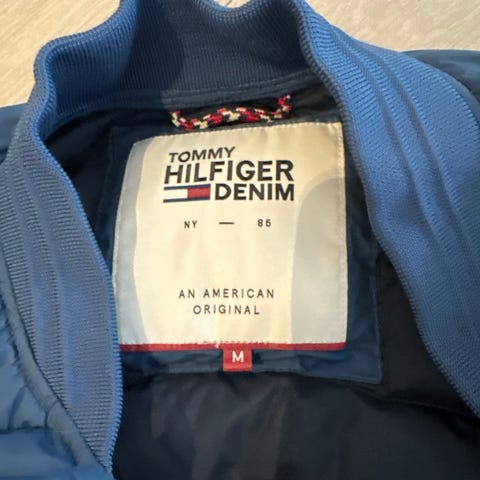 TOMMY
HILFIGER
DENIM
NY — 85
AN AMERICAN
ORIGINAL
M